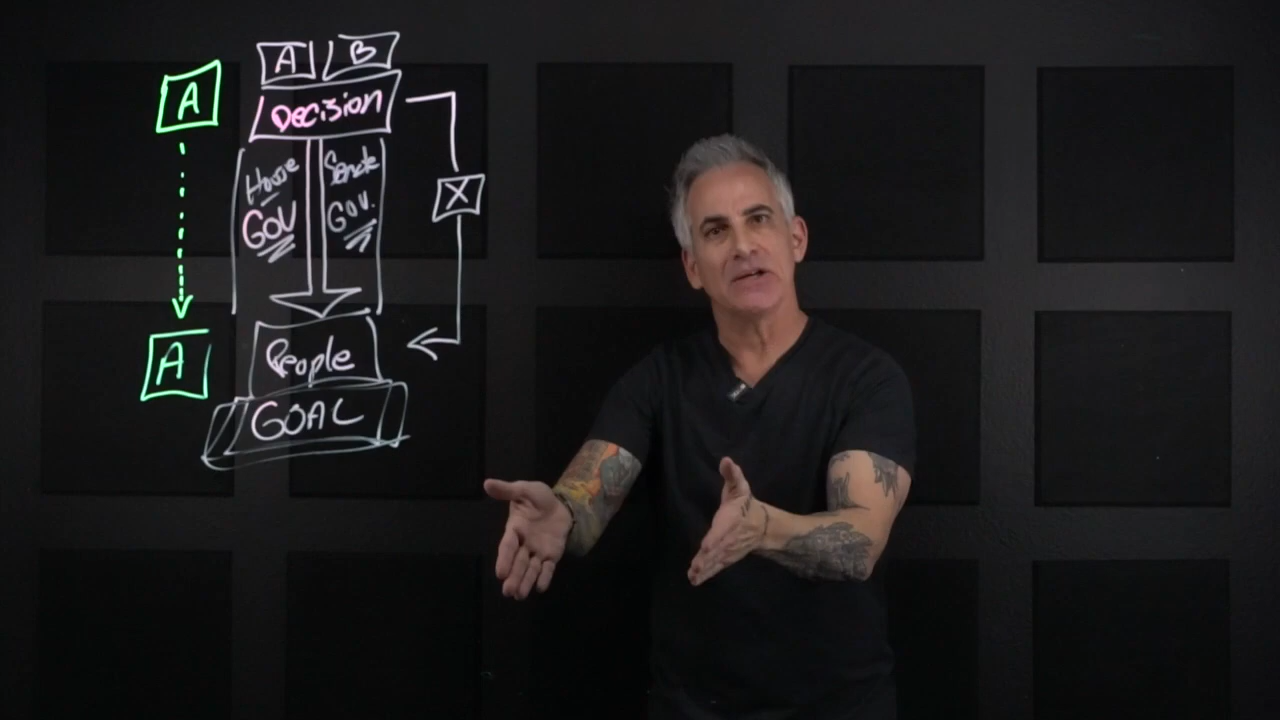 A B
A Decision
House Senate
GOV GOV.
X
A People
GOAL